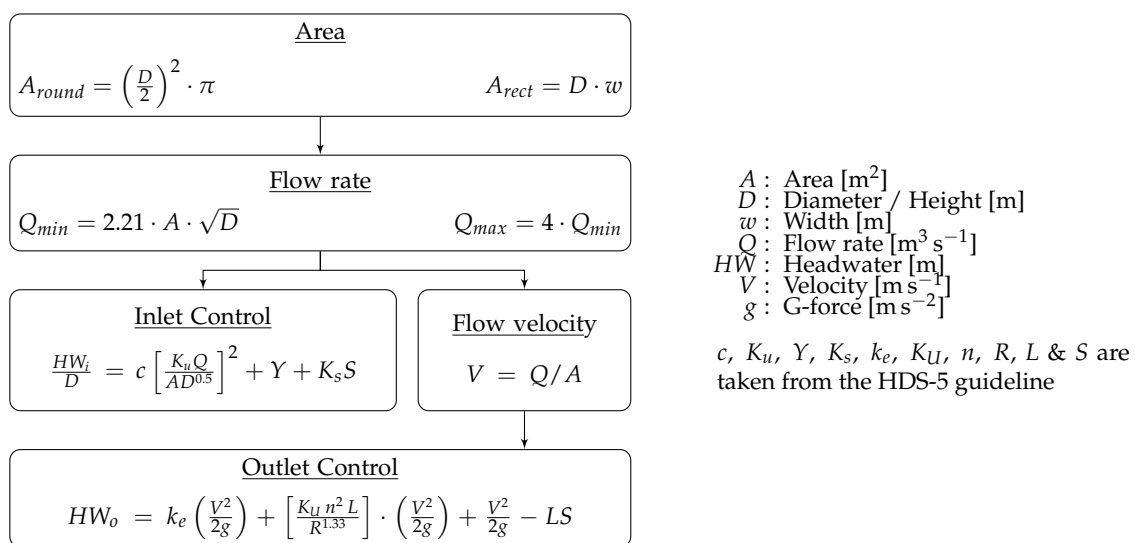 Area
A_round = (D/2)^2 · π    A_rect = D · w
Flow rate
Q_min = 2.21 · A · √D    Q_max = 4 · Q_min
Inlet Control
HW_i/D = c [K_u Q / AD^0.5]^2 + Y + K_s S
Flow velocity
V = Q/A
Outlet Control
HW_o = k_e (V^2/2g) + [K_U n^2 L / R^1.33] · (V^2/2g) + V^2/2g − LS
A : Area [m^2]
D : Diameter / Height [m]
w : Width [m]
Q : Flow rate [m^3 s^−1]
HW : Headwater [m]
V : Velocity [m s^−1]
g : G-force [m s^−2]
c, K_u, Y, K_s, k_e, K_U, n, R, L & S are
taken from the HDS-5 guideline